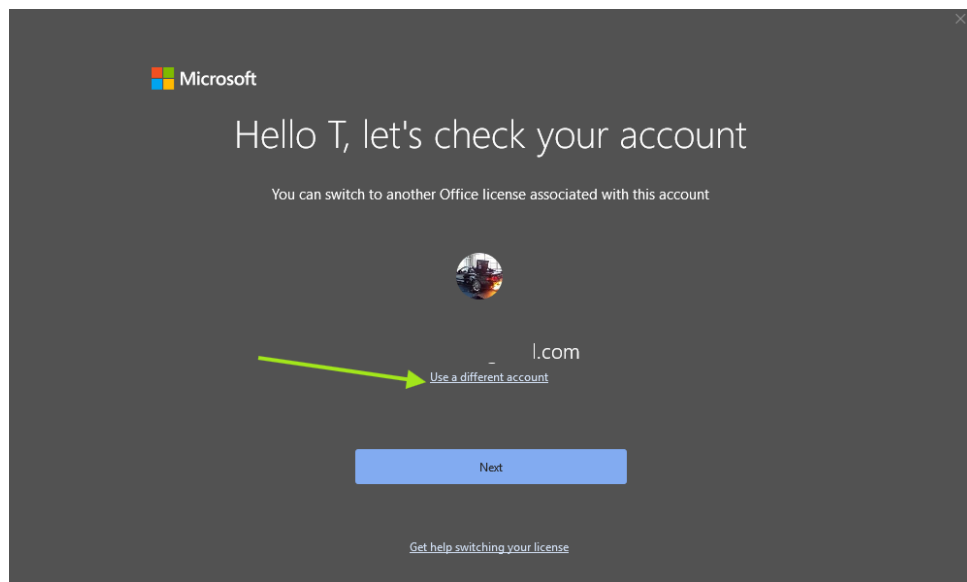 Microsoft
Hello T, let's check your account
You can switch to another Office license associated with this account
l.com
Use a different account
Next
Get help switching your license